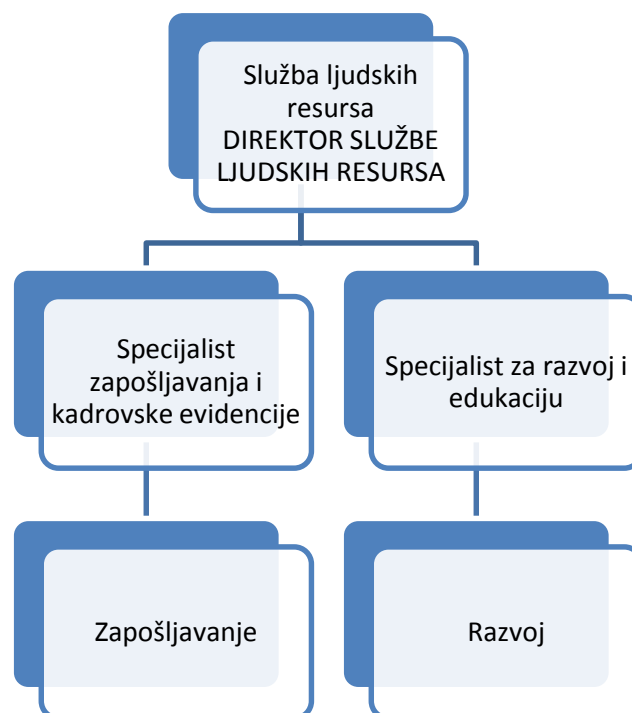 Služba ljudskih
resursa
DIREKTOR SLUŽBE
LJUDSKIH RESURSA
Specijalist
zapošljavanja i
kadrovske evidencije
Specijalist za razvoj i
edukaciju
Zapošljavanje
Razvoj